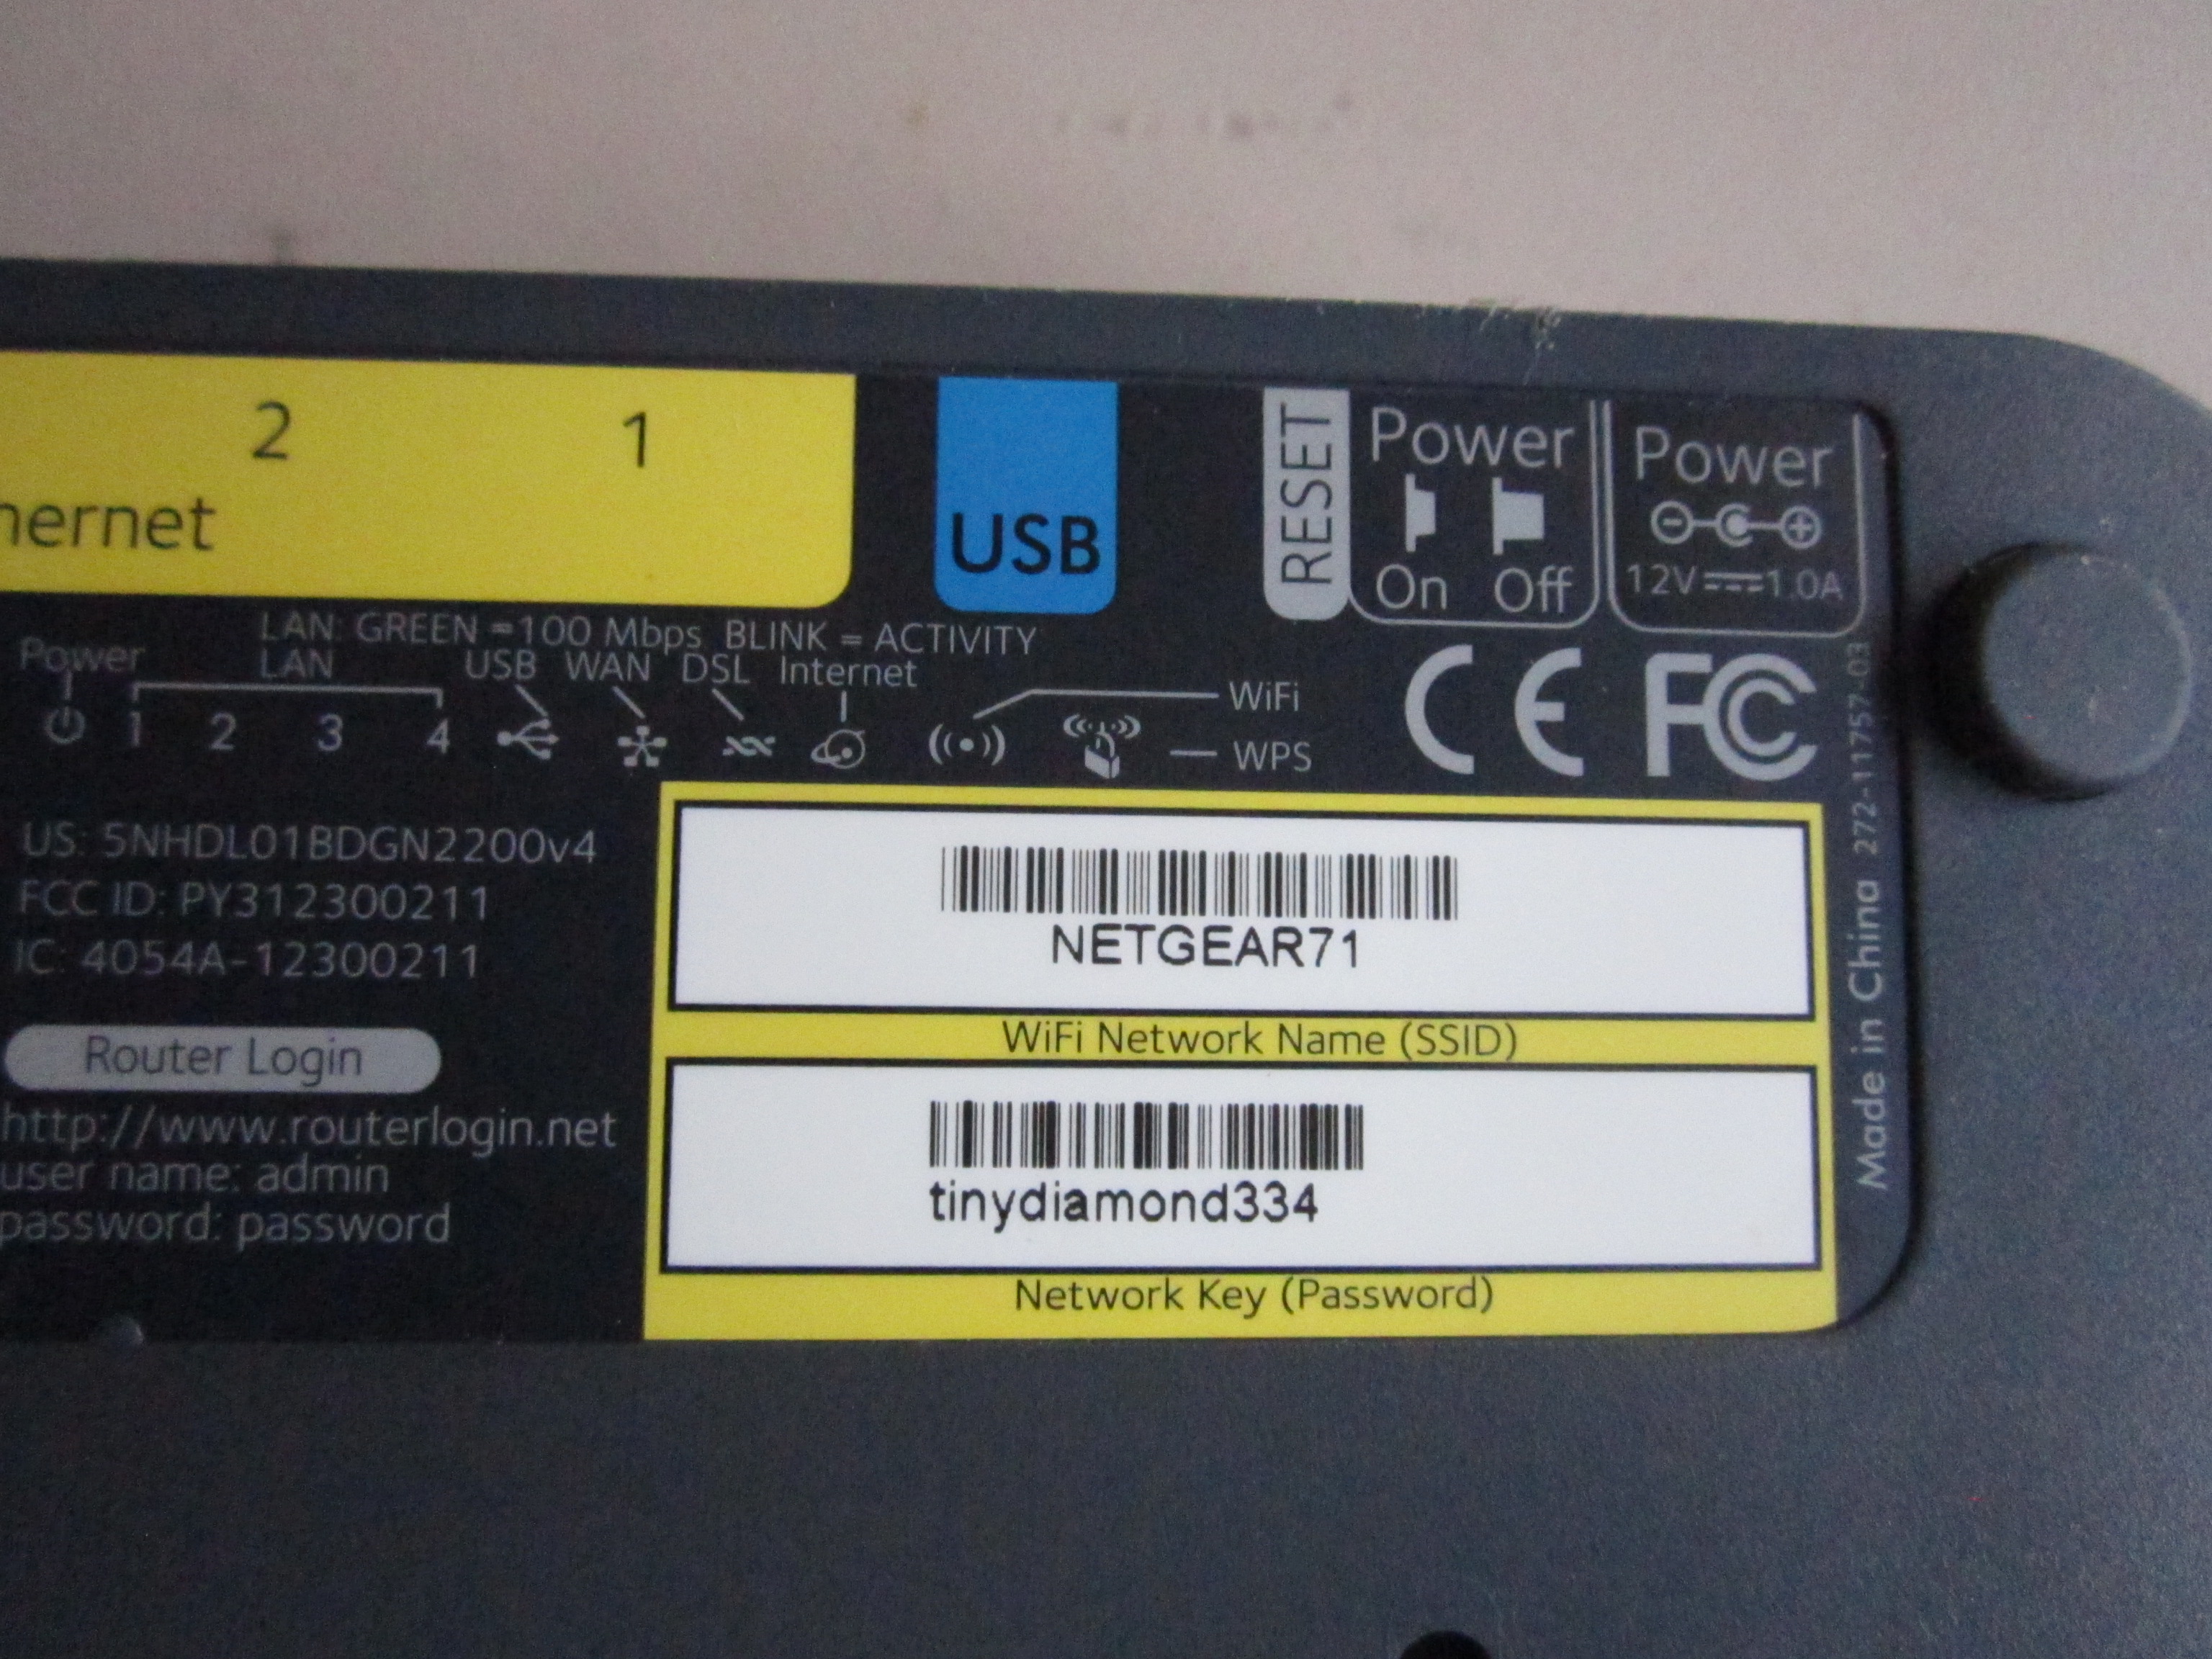 2 1
hernet
USB
RESET
Power
On Off
Power
12V 1.0A
LAN: GREEN =100 Mbps BLINK = ACTIVITY
Power LAN USB WAN DSL Internet
WiFi
1 2 3 4
WPS
CE FC
US: 5NHDL01BDGN2200v4
FCC ID: PY312300211
IC: 4054A-12300211
Router Login
http://www.routerlogin.net
user name: admin
password: password
NETGEAR71
WiFi Network Name (SSID)
tinydiamond334
Network Key (Password)
Made in China 272-11757-03